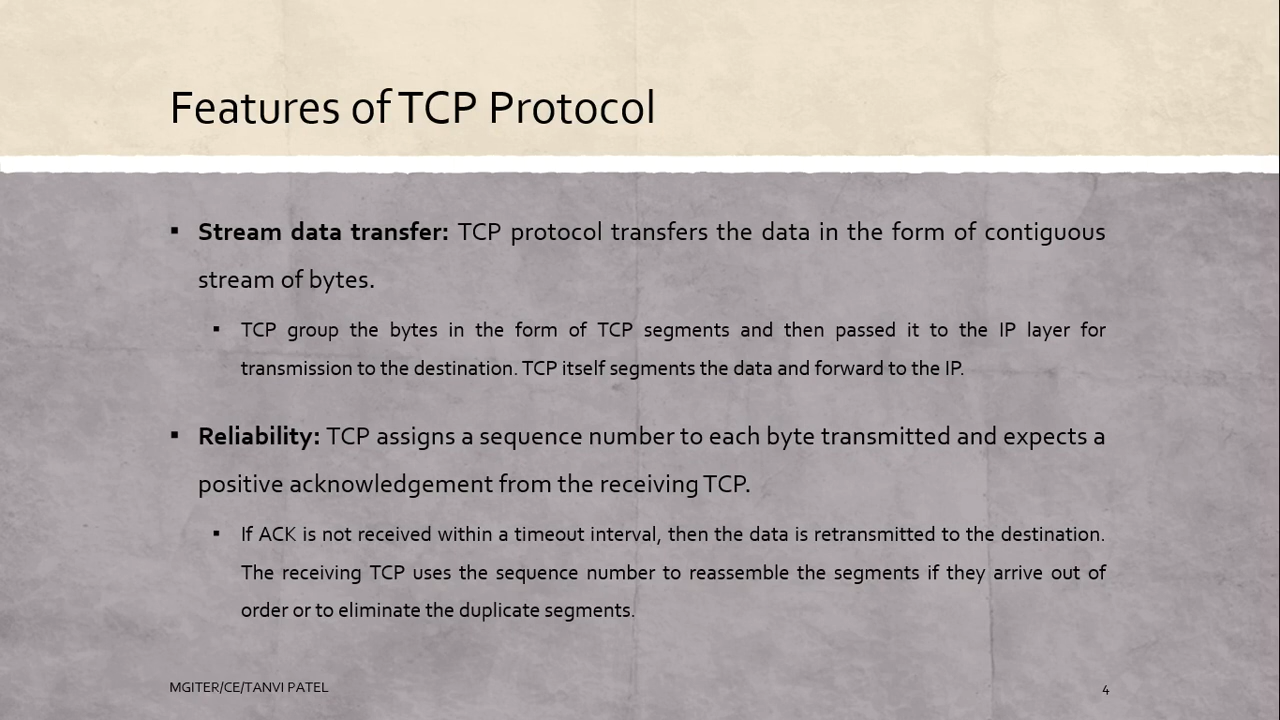 Features of TCP Protocol
▪ Stream data transfer: TCP protocol transfers the data in the form of contiguous
stream of bytes.
▪ TCP group the bytes in the form of TCP segments and then passed it to the IP layer for
transmission to the destination. TCP itself segments the data and forward to the IP.
▪ Reliability: TCP assigns a sequence number to each byte transmitted and expects a
positive acknowledgement from the receiving TCP.
▪ If ACK is not received within a timeout interval, then the data is retransmitted to the destination.
The receiving TCP uses the sequence number to reassemble the segments if they arrive out of
order or to eliminate the duplicate segments.
MGITER/CE/TANVI PATEL
4